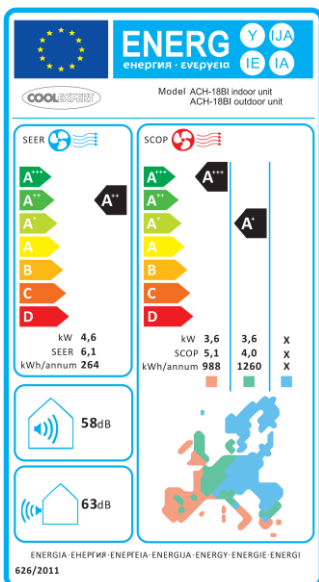 ENERG
енергия · ενεργεια
Y IJA
IE IA
COOLEXPERT
Model ACH-18BI indoor unit
ACH-18BI outdoor unit
SEER
A+++
A++
A+
A
B
C
D
A++
kW 4,6
SEER 6,1
kWh/annum 264
SCOP
A+++
A++
A+
A
B
C
D
A+++
A+
kW 3,6 3,6 X
SCOP 5,1 4,0 X
kWh/annum 988 1260 X
58dB
63dB
ENERGIA·ЕНЕРГИЯ·ΕΝΕΡΓΕΙΑ·ENERGIJA·ENERGY·ENERGIE·ENERGI
626/2011